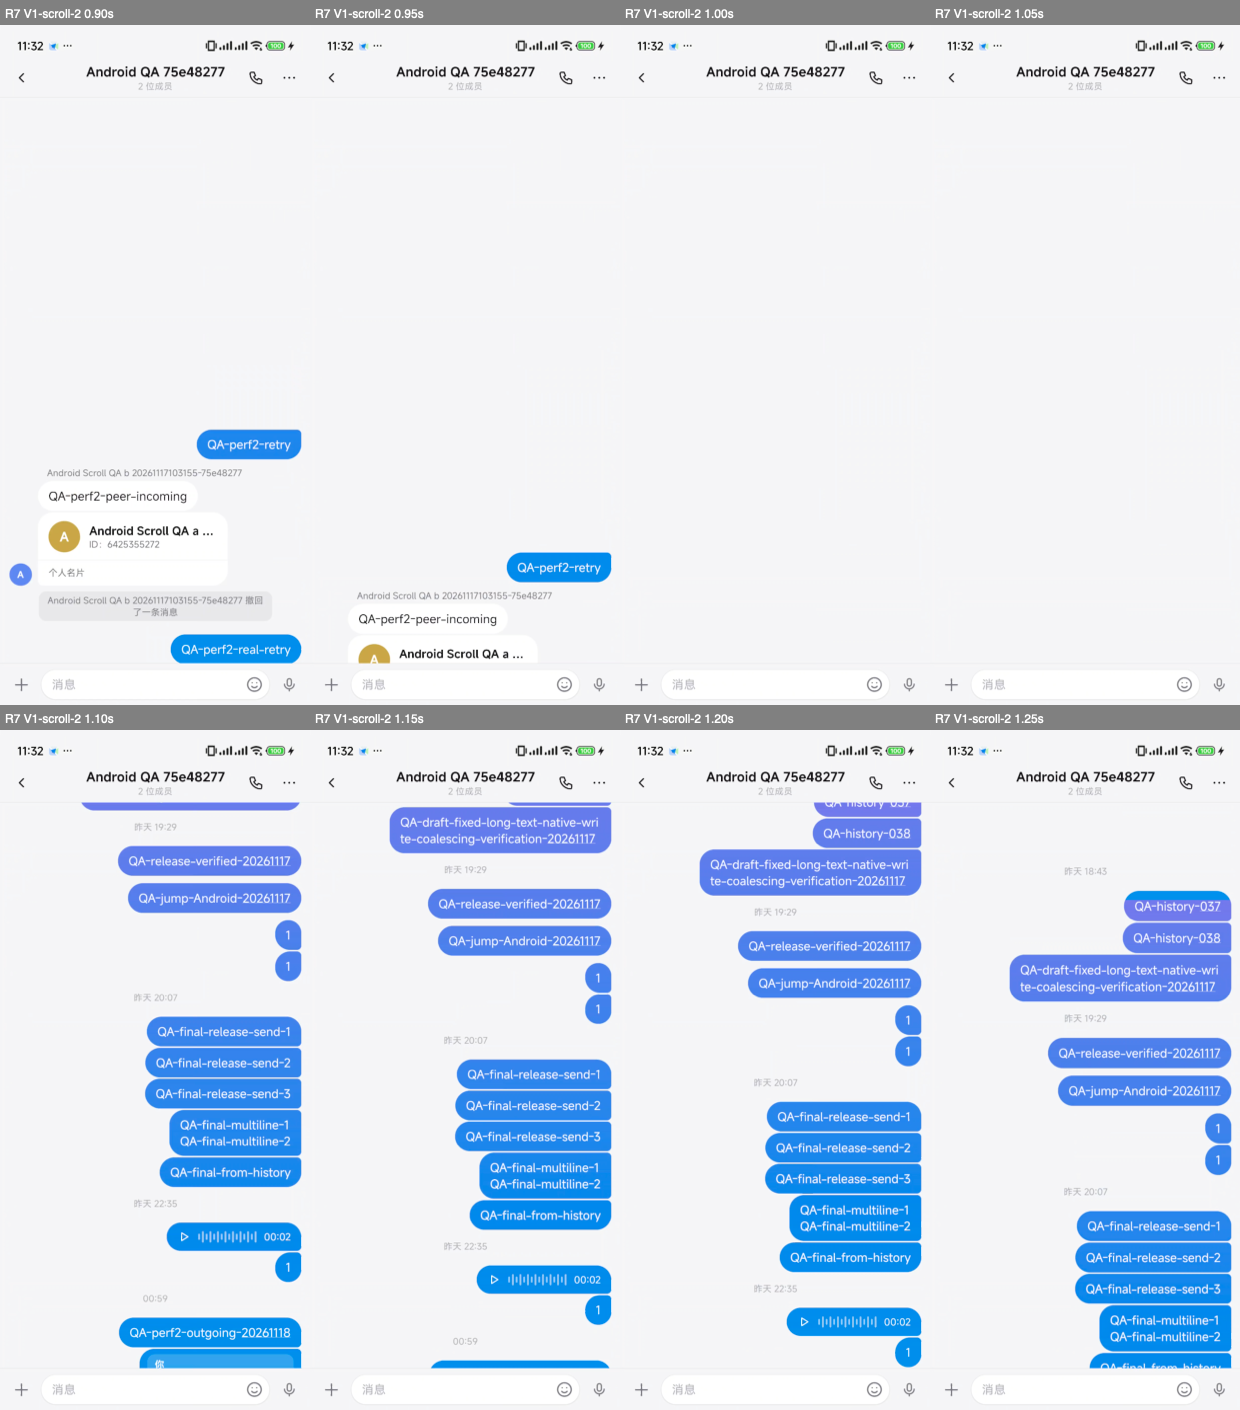 R7 V1-scroll-2 0.90s
11:32 ···
100
Android QA 75e48277
2 位成员
QA-perf2-retry
Android Scroll QA b 20261117103155-75e48277
QA-perf2-peer-incoming
A
Android Scroll QA a ...
ID: 6425355272
个人名片
A
Android Scroll QA b 20261117103155-75e48277 撤回
了一条消息
QA-perf2-real-retry
消息
R7 V1-scroll-2 0.95s
11:32 ···
100
Android QA 75e48277
2 位成员
QA-perf2-retry
Android Scroll QA b 20261117103155-75e48277
QA-perf2-peer-incoming
A
Android Scroll QA a ...
消息
R7 V1-scroll-2 1.00s
11:32 ···
100
Android QA 75e48277
2 位成员
消息
R7 V1-scroll-2 1.05s
11:32 ···
100
Android QA 75e48277
2 位成员
消息
R7 V1-scroll-2 1.10s
11:32 ···
100
Android QA 75e48277
2 位成员
昨天 19:29
QA-release-verified-20261117
QA-jump-Android-20261117
1
1
昨天 20:07
QA-final-release-send-1
QA-final-release-send-2
QA-final-release-send-3
QA-final-multiline-1
QA-final-multiline-2
QA-final-from-history
昨天 22:35
00:02
1
00:59
QA-perf2-outgoing-20261118
你
消息
R7 V1-scroll-2 1.15s
11:32 ···
100
Android QA 75e48277
2 位成员
QA-draft-fixed-long-text-native-wri
te-coalescing-verification-20261117
昨天 19:29
QA-release-verified-20261117
QA-jump-Android-20261117
1
1
昨天 20:07
QA-final-release-send-1
QA-final-release-send-2
QA-final-release-send-3
QA-final-multiline-1
QA-final-multiline-2
QA-final-from-history
昨天 22:35
00:02
1
00:59
消息
R7 V1-scroll-2 1.20s
11:32 ···
100
Android QA 75e48277
2 位成员
QA-history-037
QA-history-038
QA-draft-fixed-long-text-native-wri
te-coalescing-verification-20261117
昨天 19:29
QA-release-verified-20261117
QA-jump-Android-20261117
1
1
昨天 20:07
QA-final-release-send-1
QA-final-release-send-2
QA-final-release-send-3
QA-final-multiline-1
QA-final-multiline-2
QA-final-from-history
昨天 22:35
00:02
1
消息
R7 V1-scroll-2 1.25s
11:32 ···
100
Android QA 75e48277
2 位成员
昨天 18:43
QA-history-037
QA-history-038
QA-draft-fixed-long-text-native-wri
te-coalescing-verification-20261117
昨天 19:29
QA-release-verified-20261117
QA-jump-Android-20261117
1
1
昨天 20:07
QA-final-release-send-1
QA-final-release-send-2
QA-final-release-send-3
QA-final-multiline-1
QA-final-multiline-2
QA-final-from-history
消息